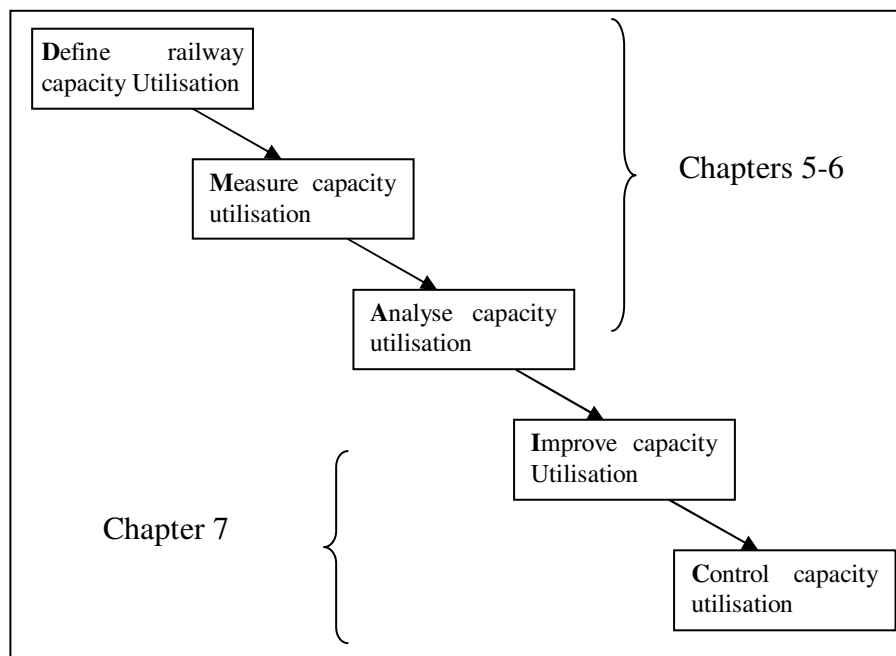 Define railway
capacity Utilisation
Measure capacity
utilisation
Chapters 5-6
Analyse capacity
utilisation
Improve capacity
Utilisation
Chapter 7
Control capacity
utilisation